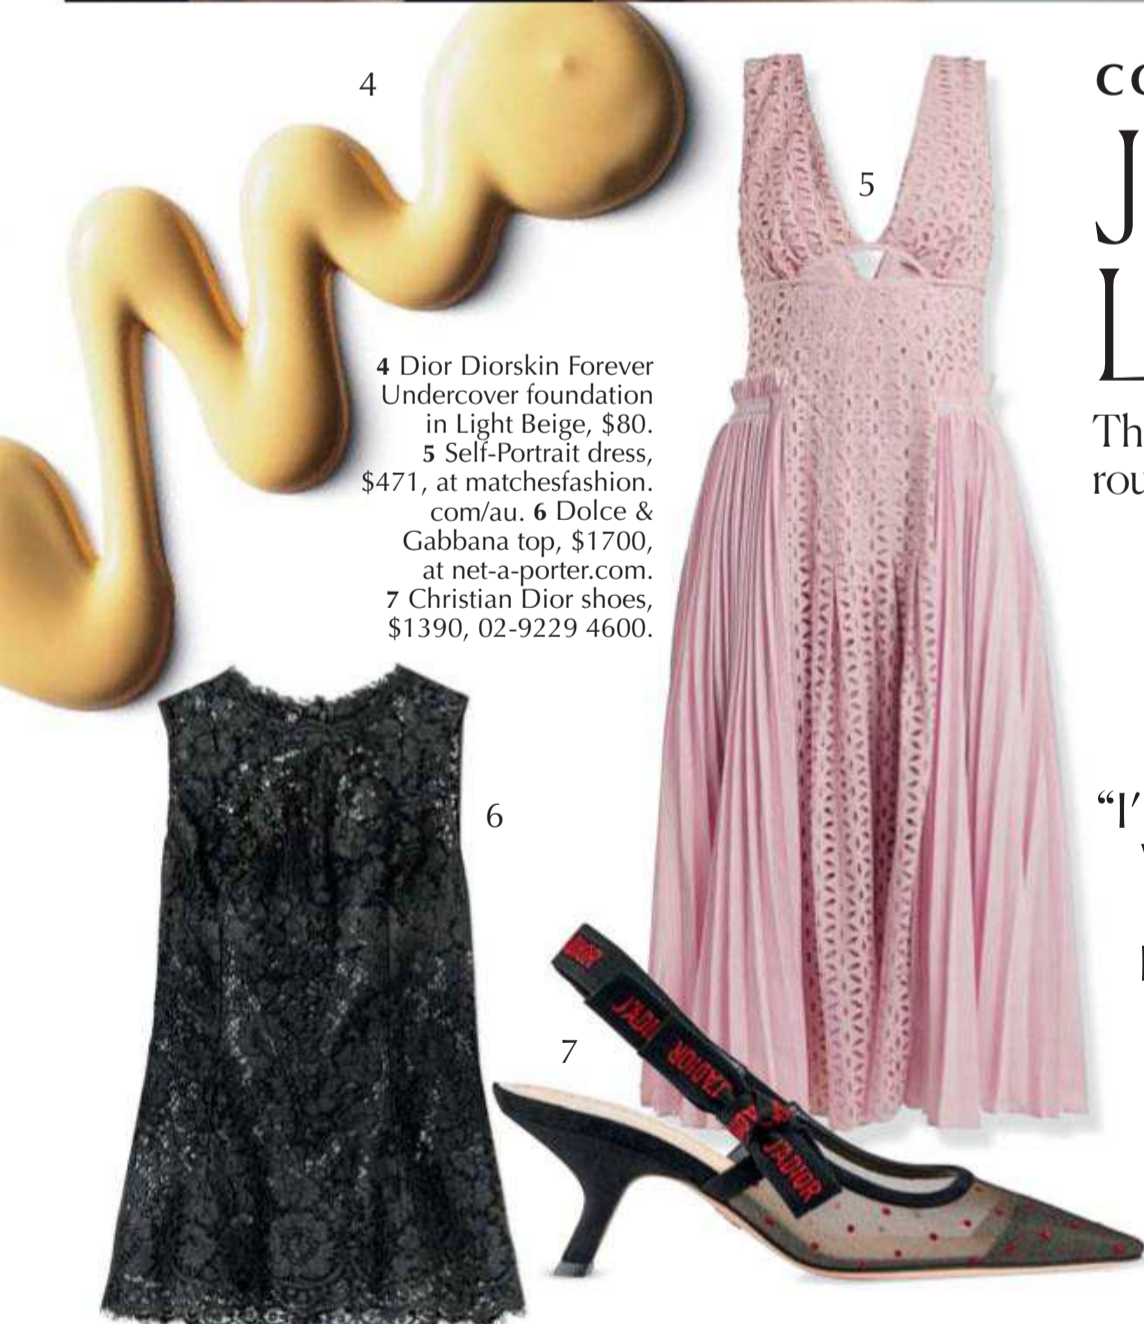 4
5
4 Dior Diorskin Forever
Undercover foundation
in Light Beige, $80.
5 Self-Portrait dress,
$471, at matchesfashion.
com/au. 6 Dolce &
Gabbana top, $1700,
at net-a-porter.com.
7 Christian Dior shoes,
$1390, 02-9229 4600.
6
7
J'ADIOR
J'ADIOR
J
L
Th
rou
“I’